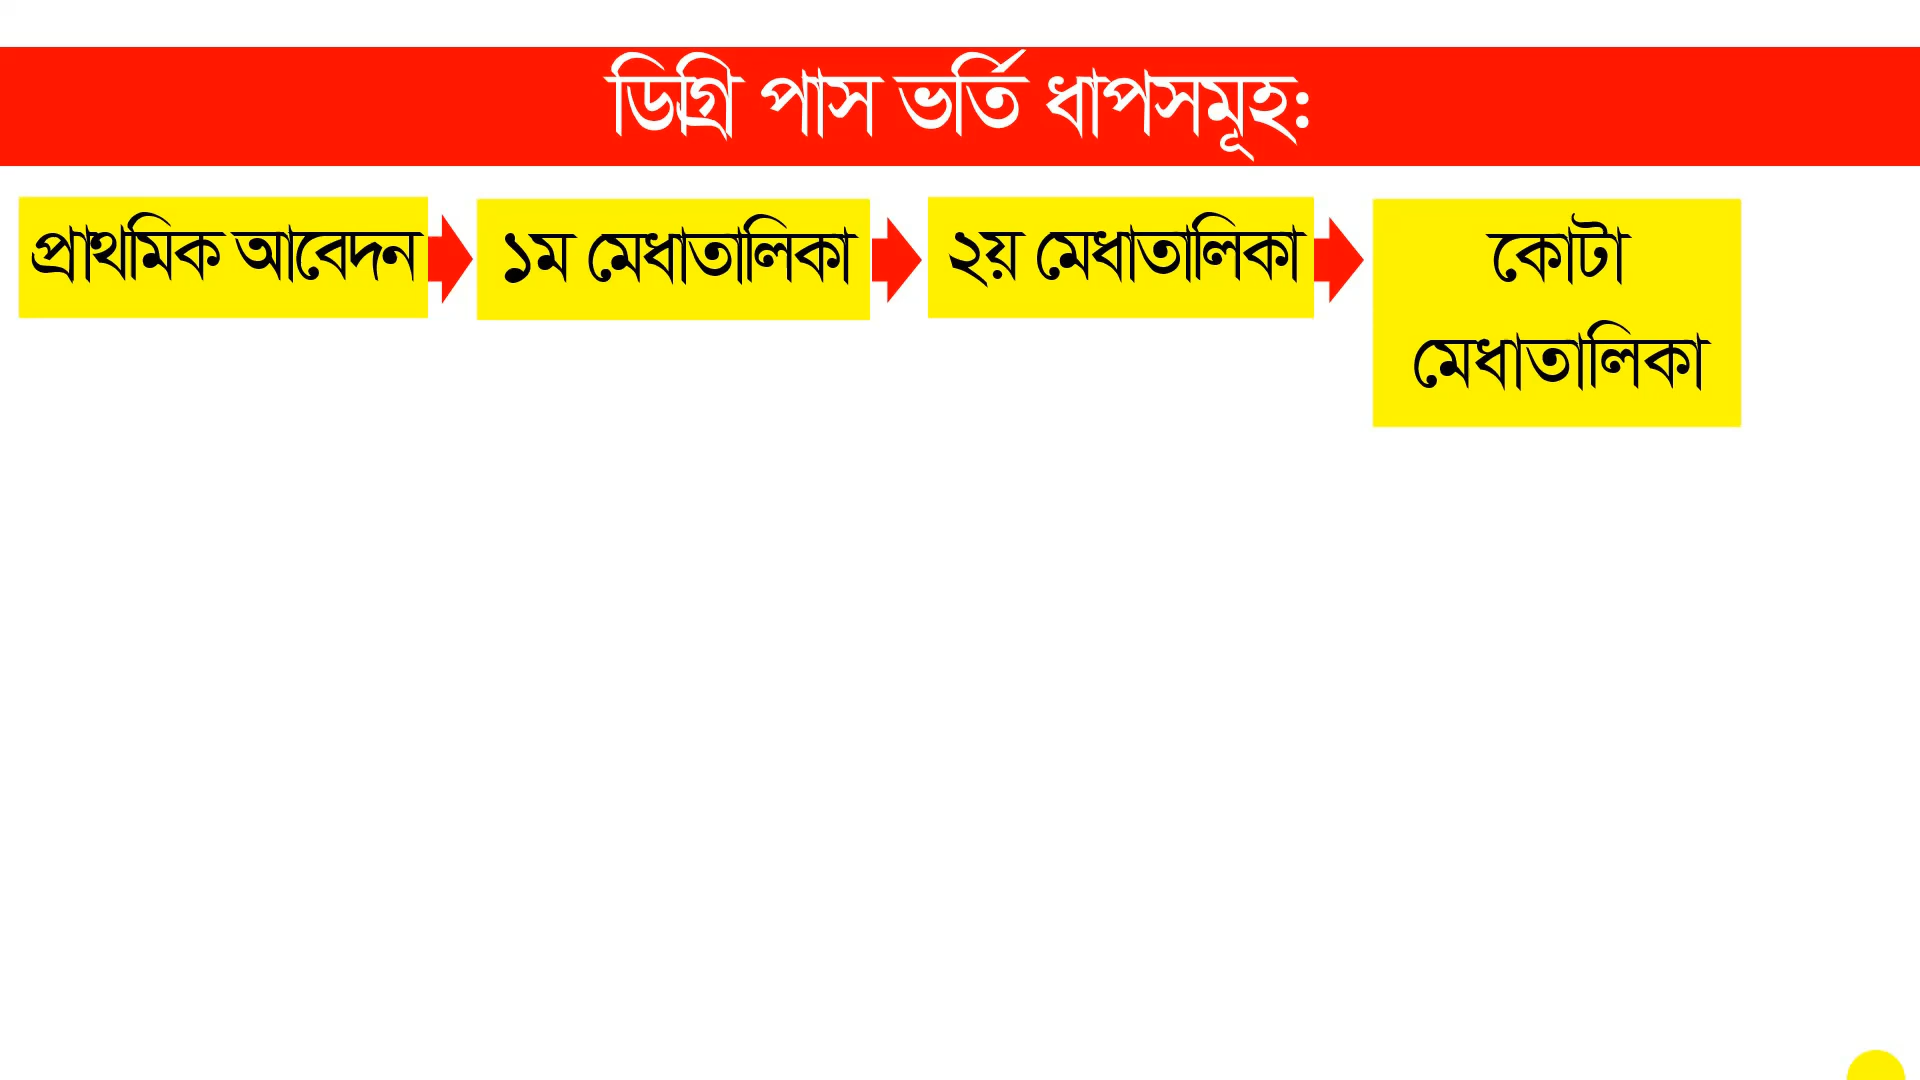 ডিগ্রি পাস ভর্তি ধাপসমূহঃ
প্রাথমিক আবেদন
১ম মেধাতালিকা
২য় মেধাতালিকা
কোটা
মেধাতালিকা